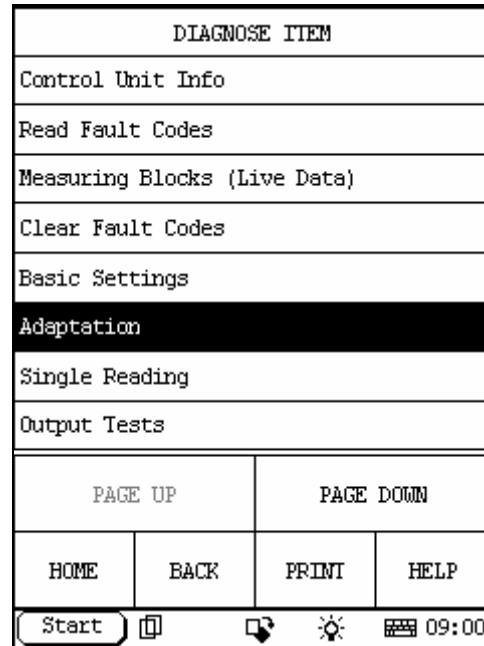 DIAGNOSE ITEM
Control Unit Info
Read Fault Codes
Measuring Blocks (Live Data)
Clear Fault Codes
Basic Settings
Adaptation
Single Reading
Output Tests
PAGE UP PAGE DOWN
HOME BACK PRINT HELP
Start 09:00